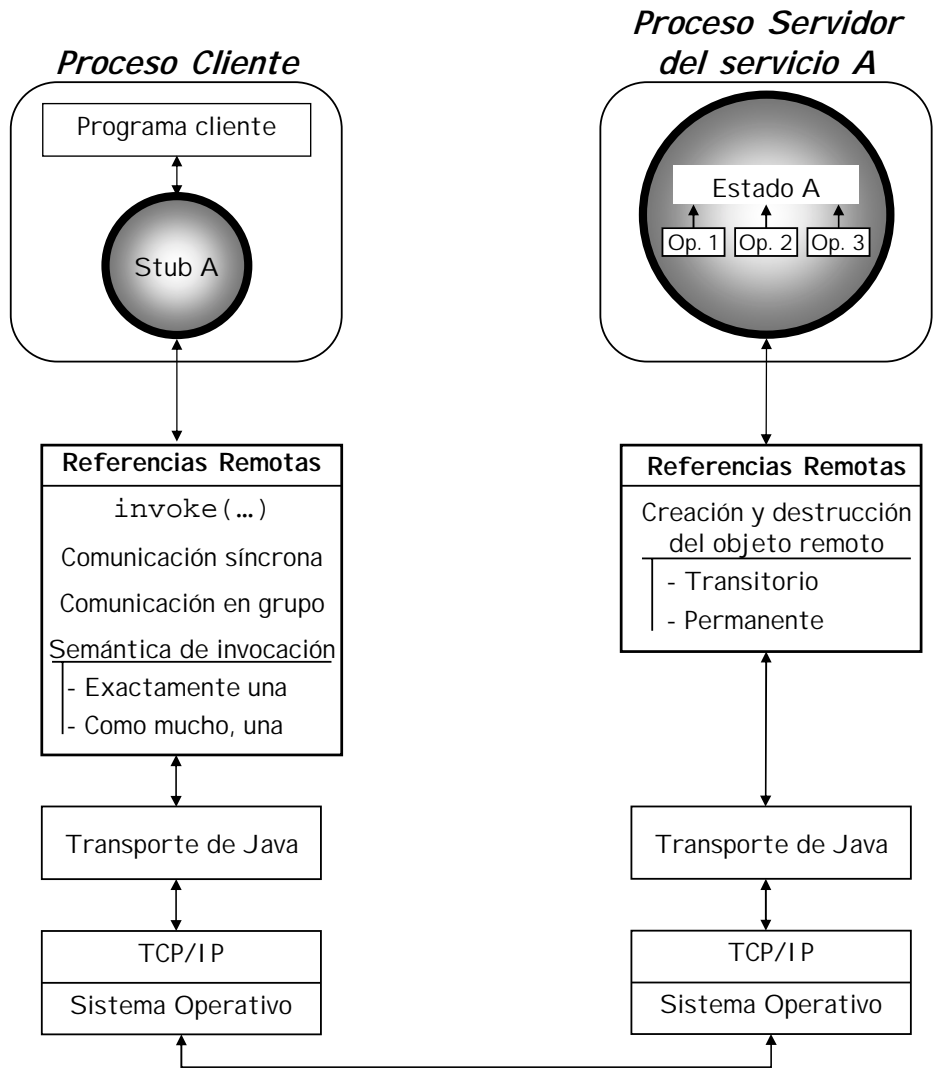 Proceso Cliente
Programa cliente
Stub A
Referencias Remotas
invoke(…)
Comunicación síncrona
Comunicación en grupo
Semántica de invocación
- Exactamente una
- Como mucho, una
Transporte de Java
TCP/IP
Sistema Operativo
Proceso Servidor
del servicio A
Estado A
Op. 1 Op. 2 Op. 3
Referencias Remotas
Creación y destrucción
del objeto remoto
- Transitorio
- Permanente
Transporte de Java
TCP/IP
Sistema Operativo